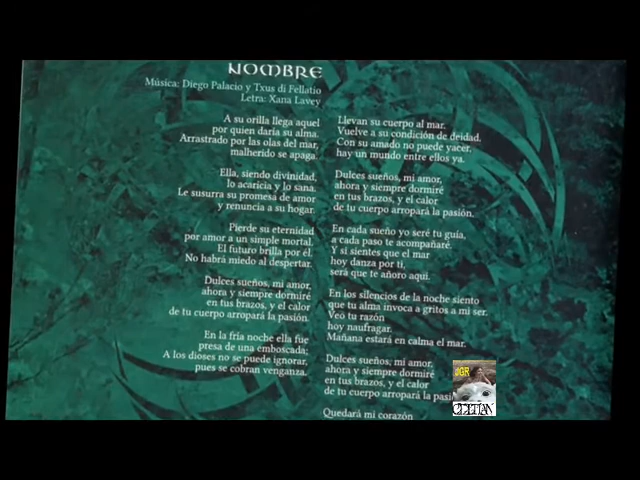 NOMBRE
Música: Diego Palacio y Txus di Fellatio
Letra: Xana Lavey
A su orilla llega aquel
por quien daría su alma.
Arrastrado por las olas del mar,
malherido se apaga.
Ella, siendo divinidad,
lo acaricia y lo sana.
Le susurra su promesa de amor
y renuncia a su hogar.
Pierde su eternidad
por amor a un simple mortal.
El futuro brilla por él.
No habrá miedo al despertar.
Dulces sueños, mi amor,
ahora y siempre dormiré
en tus brazos, y el calor
de tu cuerpo arropará la pasión.
En la fría noche ella fue
presa de una emboscada;
A los dioses no se puede ignorar,
pues se cobran venganza.
Llevan su cuerpo al mar.
Vuelve a su condición de deidad.
Con su amado no puede yacer,
hay un mundo entre ellos ya.
Dulces sueños, mi amor,
ahora y siempre dormiré
en tus brazos, y el calor
de tu cuerpo arropará la pasión.
En cada sueño yo seré tu guía,
a cada paso te acompañaré.
Y si sientes que el mar
hoy danza por ti,
será que te añoro aquí.
En los silencios de la noche siento
que tu alma invoca a gritos a mi ser.
Veo tu razón
hoy naufragar.
Mañana estará en calma el mar.
Dulces sueños, mi amor,
ahora y siempre dormiré
en tus brazos, y el calor
de tu cuerpo arropará la pasi
Quedará mi corazón
JGR